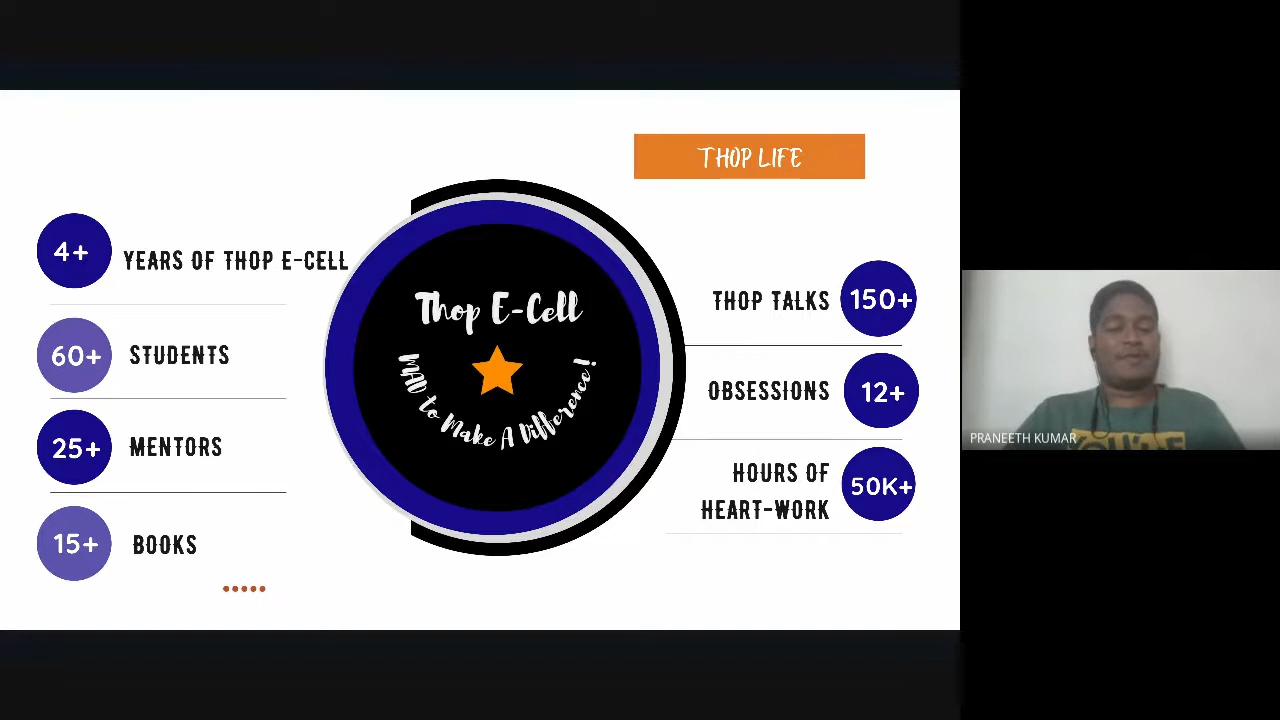 THOP LIFE
4+
YEARS OF THOP E-CELL
60+
STUDENTS
25+
MENTORS
15+
BOOKS
Thop E-Cell
MAD to Make A Difference!
THOP TALKS
150+
OBSESSIONS
12+
HOURS OF
HEART-WORK
50K+
PRANEETH KUMAR